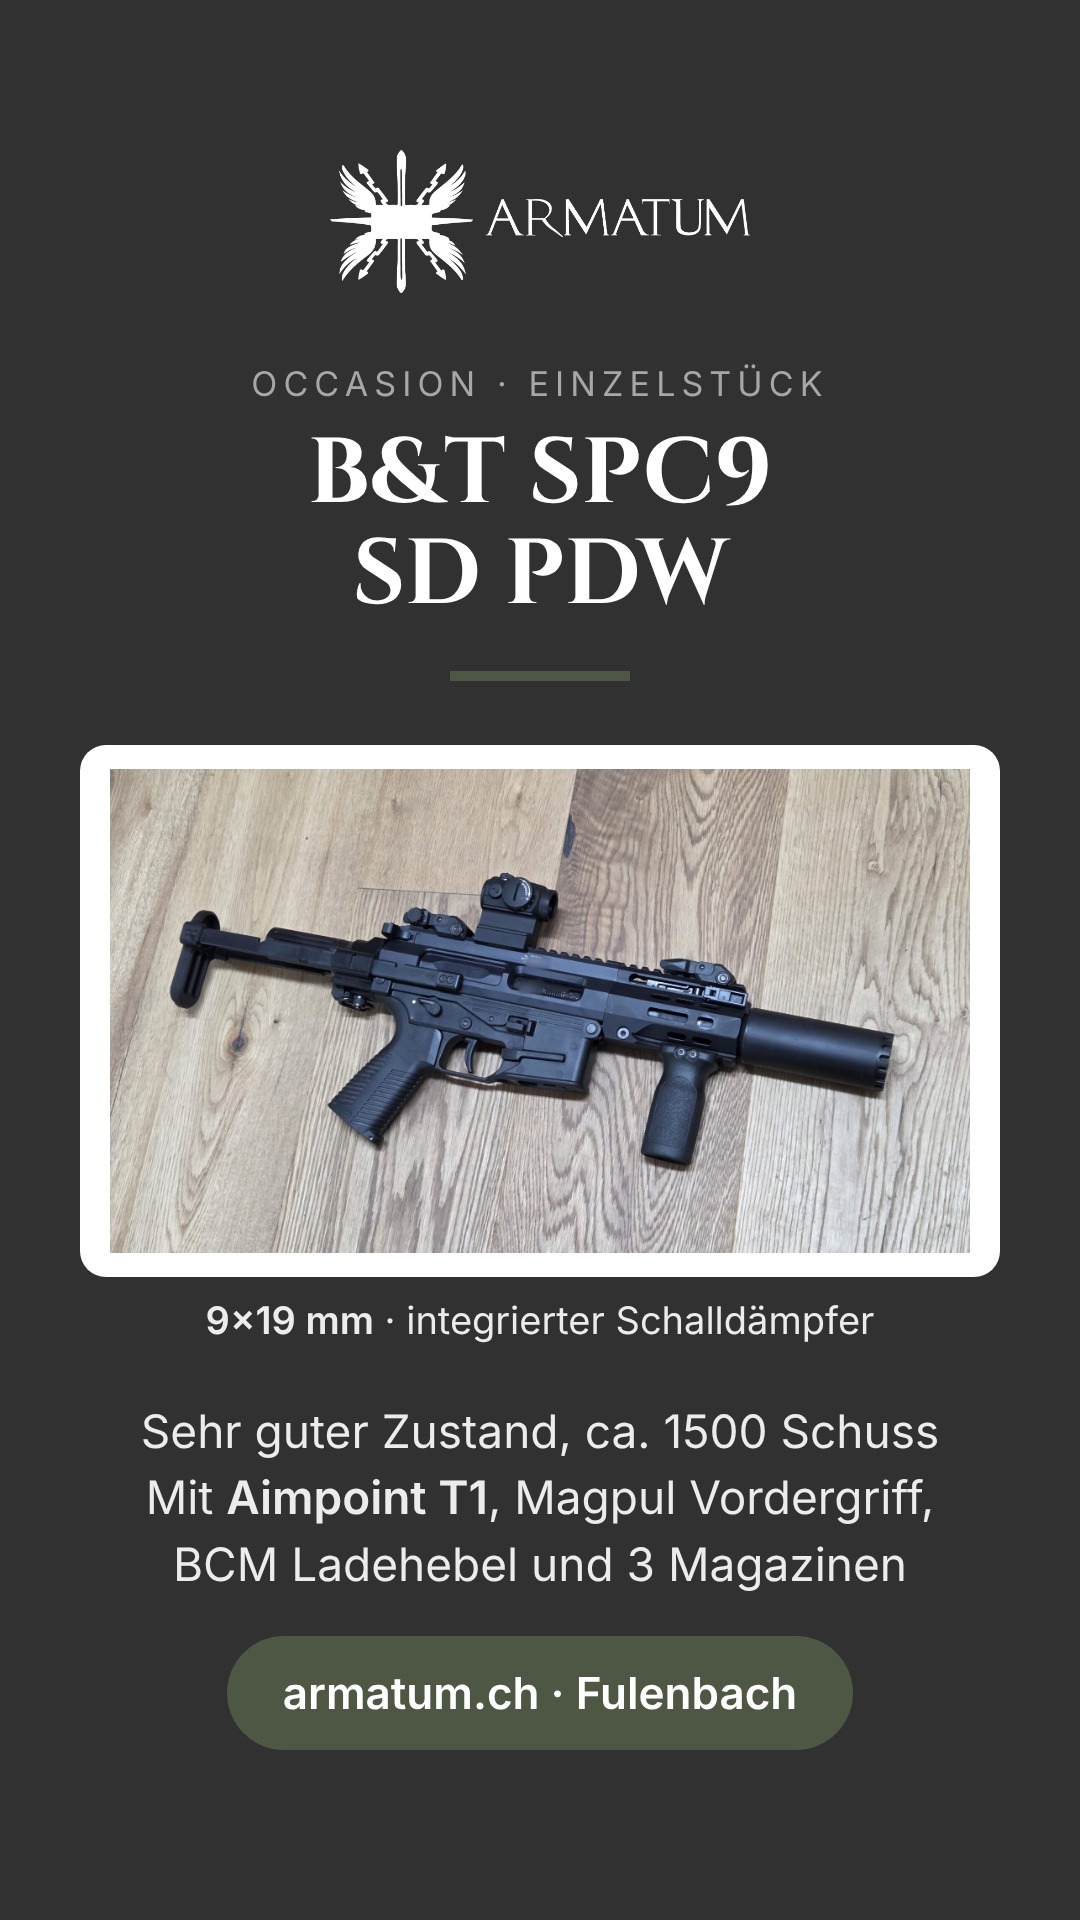 ARMATUM
OCCASION · EINZELSTÜCK
B&T SPC9
SD PDW
9×19 mm · integrierter Schalldämpfer
Sehr guter Zustand, ca. 1500 Schuss
Mit Aimpoint T1, Magpul Vordergriff,
BCM Ladehebel und 3 Magazinen
armatum.ch · Fulenbach